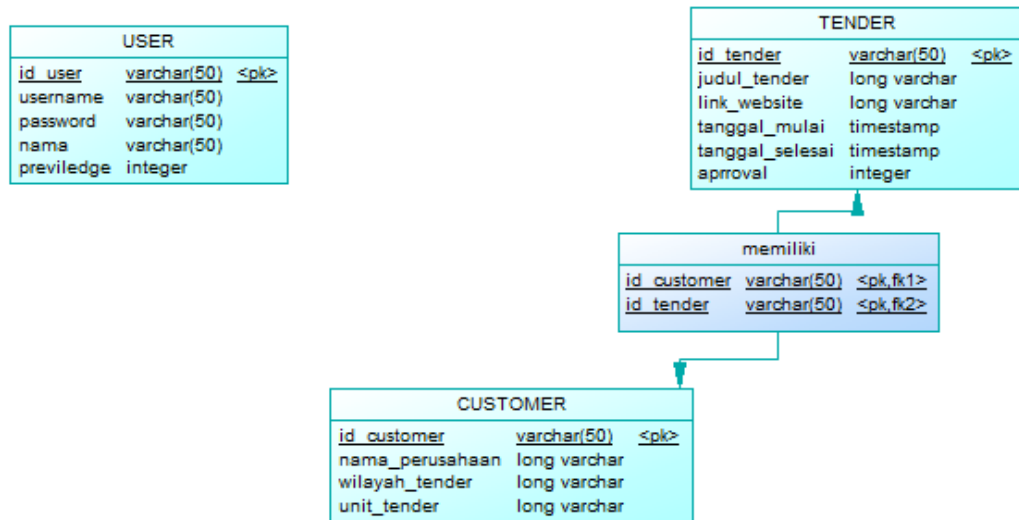 USER
id_user varchar(50) <pk>
username varchar(50)
password varchar(50)
nama varchar(50)
previledge integer
TENDER
id_tender varchar(50) <pk>
judul_tender long varchar
link_website long varchar
tanggal_mulai timestamp
tanggal_selesai timestamp
aprroval integer
memiliki
id_customer varchar(50) <pk,fk1>
id_tender varchar(50) <pk,fk2>
CUSTOMER
id_customer varchar(50) <pk>
nama_perusahaan long varchar
wilayah_tender long varchar
unit_tender long varchar